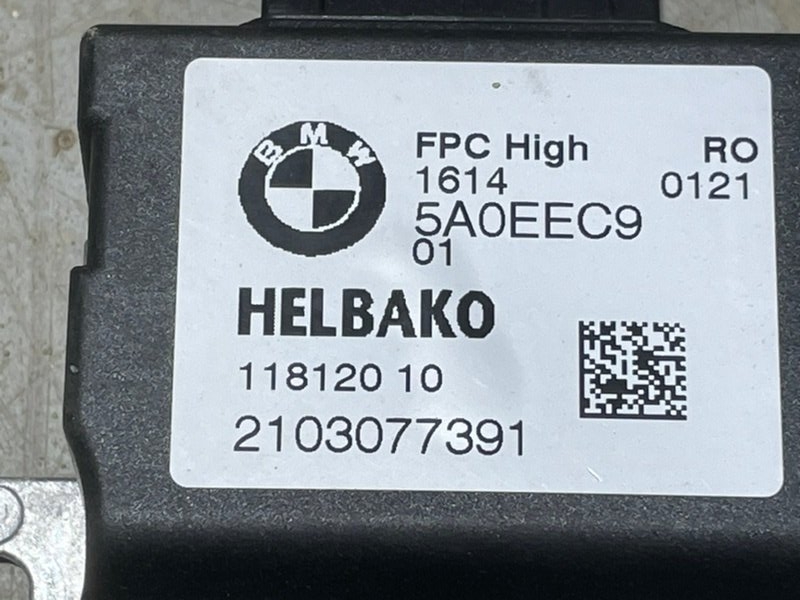 BMW
FPC High RO
1614 0121
5A0EEC9
01
HELBAKO
118120 10
2103077391